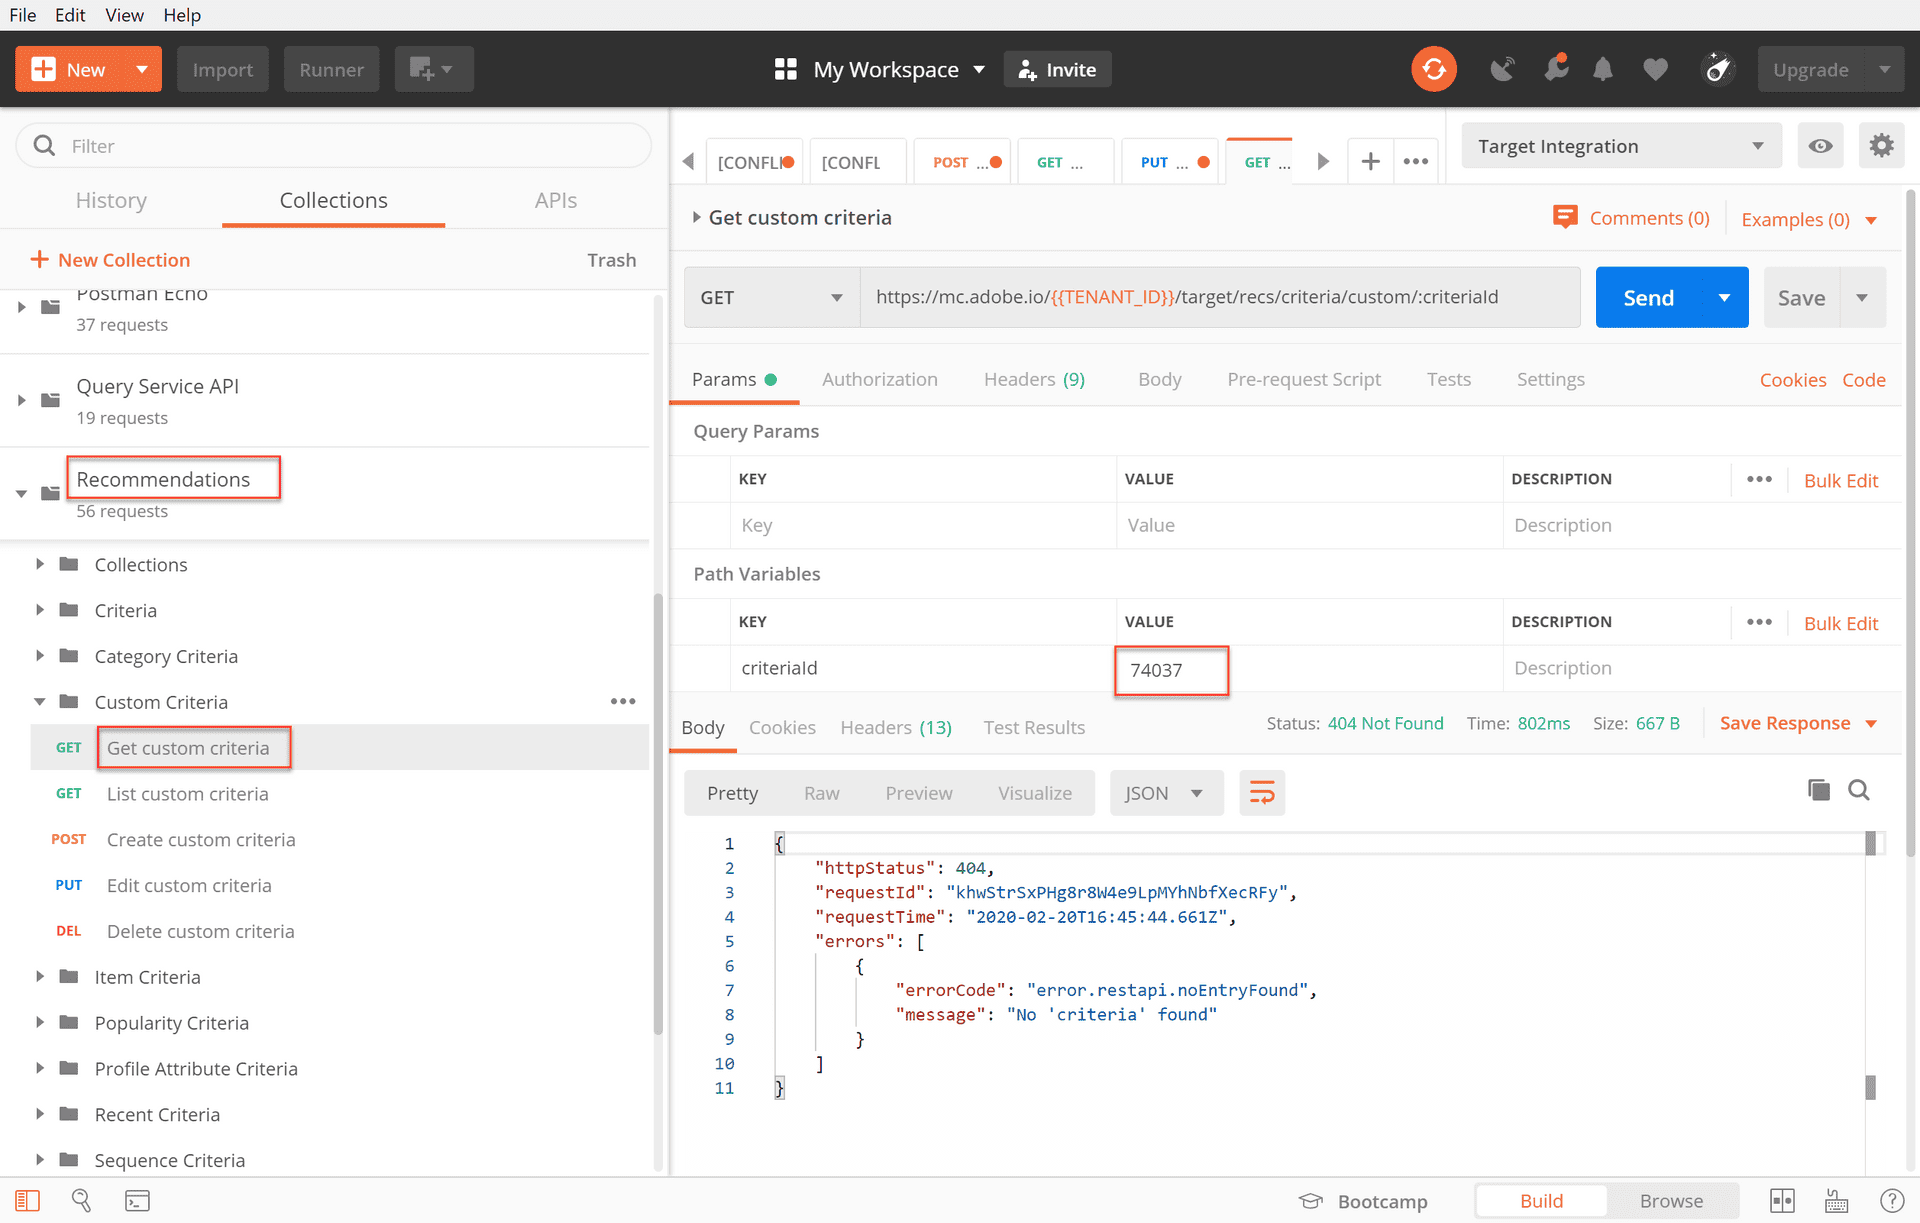 File Edit View Help
New Import Runner My Workspace Invite Upgrade
Filter
History Collections APIs
New Collection Trash
Postman Echo
37 requests
Query Service API
19 requests
Recommendations
56 requests
Collections
Criteria
Category Criteria
Custom Criteria
GET Get custom criteria
GET List custom criteria
POST Create custom criteria
PUT Edit custom criteria
DEL Delete custom criteria
Item Criteria
Popularity Criteria
Profile Attribute Criteria
Recent Criteria
Sequence Criteria
[CONFLI [CONFL POST ... GET ... PUT ... GET ... Target Integration
Get custom criteria Comments (0) Examples (0)
GET https://mc.adobe.io/{{TENANT_ID}}/target/recs/criteria/custom/:criteriaId Send Save
Params Authorization Headers (9) Body Pre-request Script Tests Settings Cookies Code
Query Params
KEY VALUE DESCRIPTION Bulk Edit
Key Value Description
Path Variables
KEY VALUE DESCRIPTION Bulk Edit
criteriaId 74037 Description
Body Cookies Headers (13) Test Results Status: 404 Not Found Time: 802ms Size: 667 B Save Response
Pretty Raw Preview Visualize JSON
1 {
2 "httpStatus": 404,
3 "requestId": "khwStrSxPHg8r8W4e9LpMYhNbfXecRFy",
4 "requestTime": "2020-02-20T16:45:44.661Z",
5 "errors": [
6 {
7 "errorCode": "error.restapi.noEntryFound",
8 "message": "No 'criteria' found"
9 }
10 ]
11 }
Bootcamp Build Browse